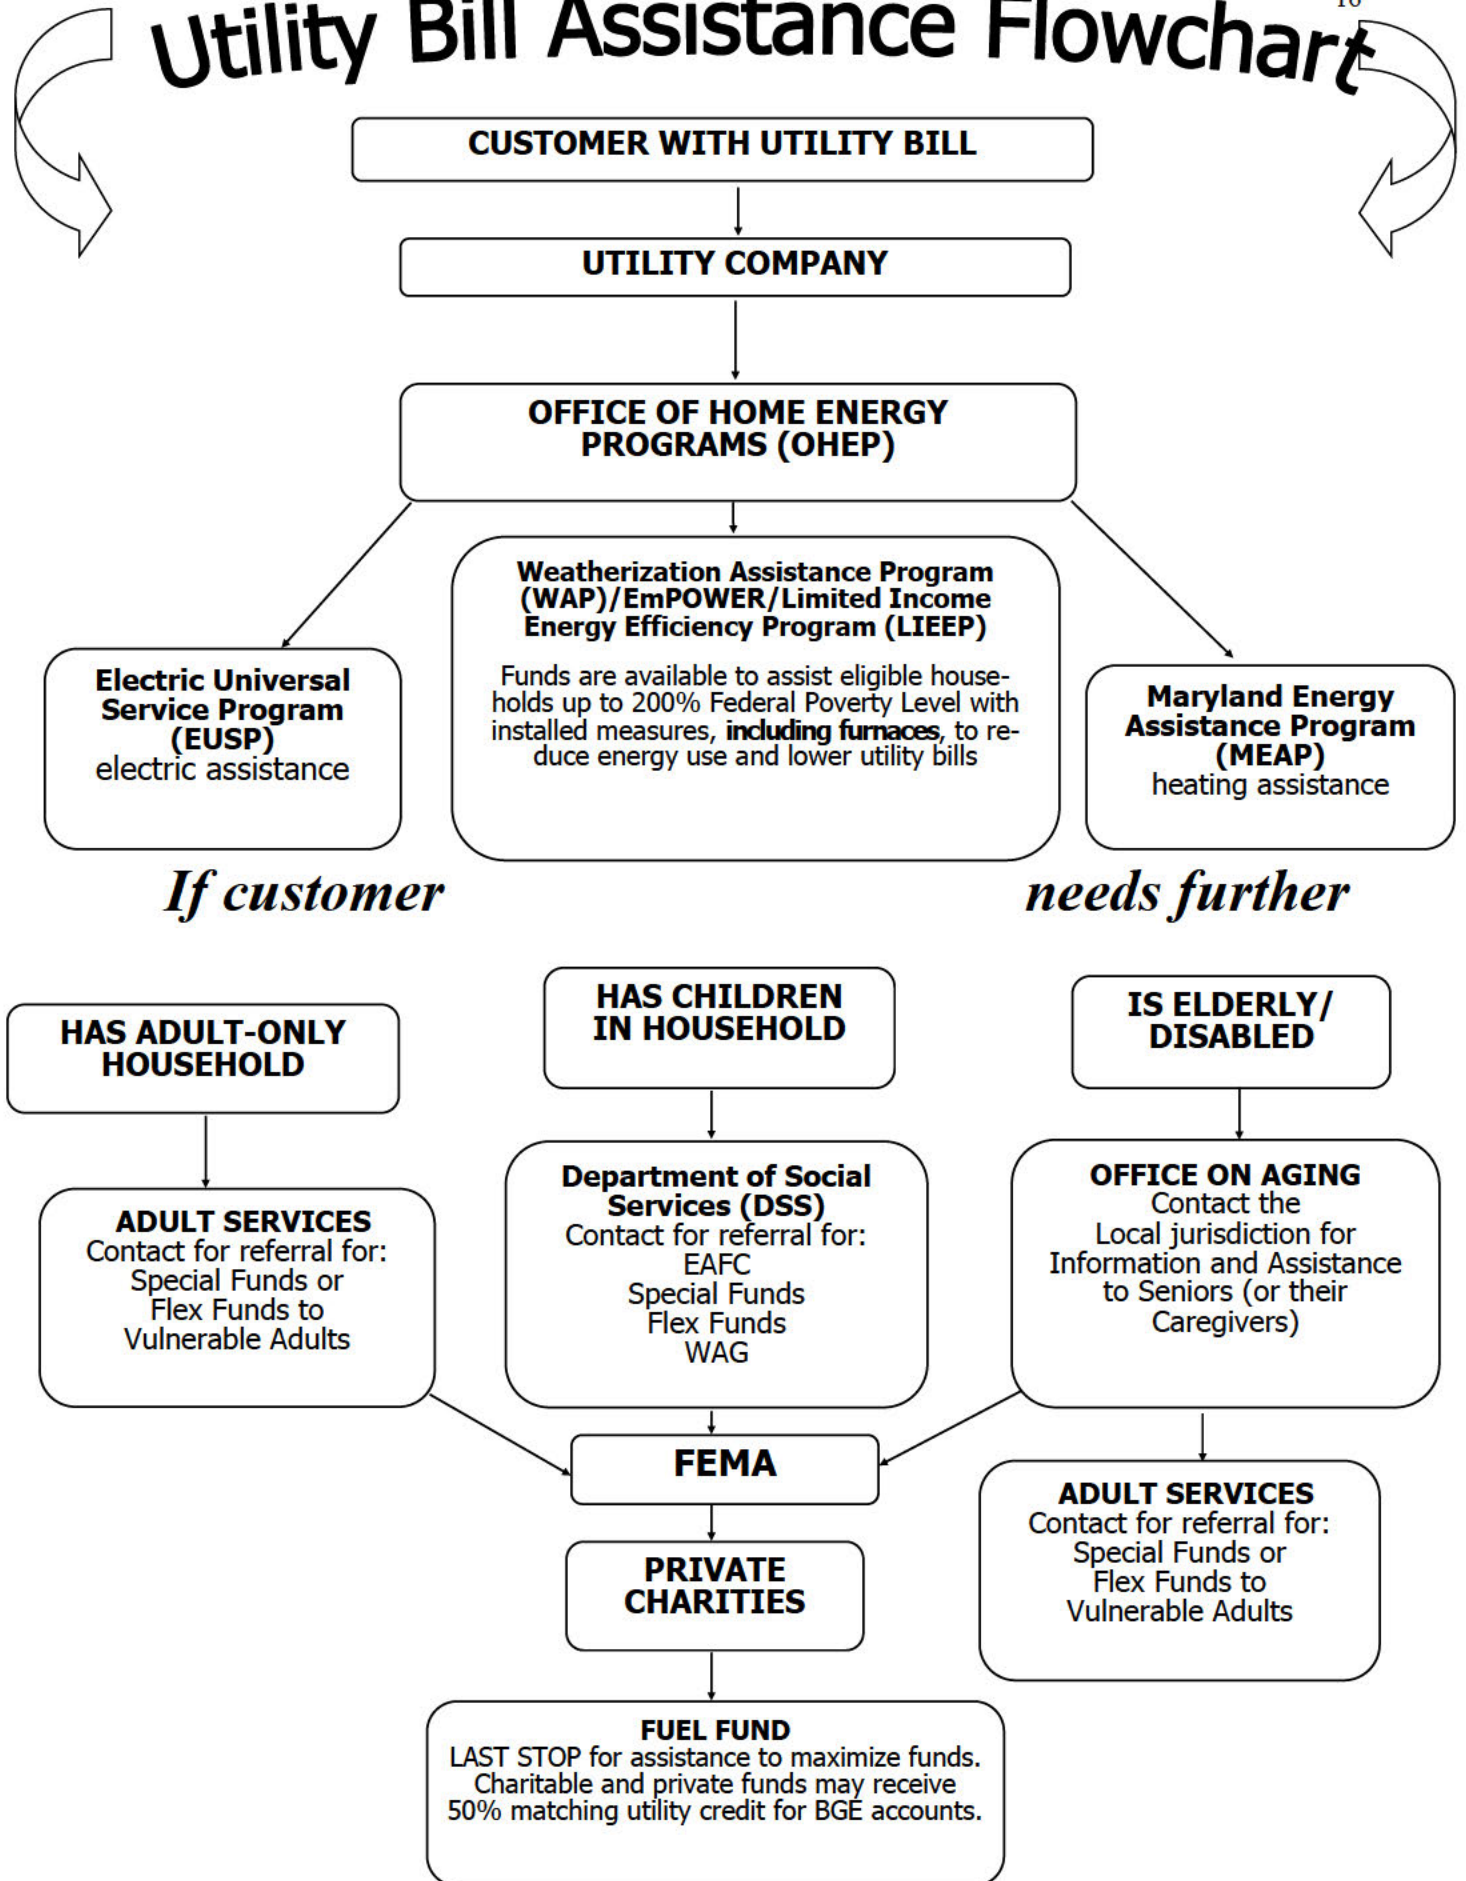 16
Utility Bill Assistance Flowchart
CUSTOMER WITH UTILITY BILL
UTILITY COMPANY
OFFICE OF HOME ENERGY
PROGRAMS (OHEP)
Weatherization Assistance Program
(WAP)/EmPOWER/Limited Income
Energy Efficiency Program (LIEEP)
Funds are available to assist eligible house-
holds up to 200% Federal Poverty Level with
installed measures, including furnaces, to re-
duce energy use and lower utility bills
Electric Universal
Service Program
(EUSP)
electric assistance
Maryland Energy
Assistance Program
(MEAP)
heating assistance
If customer needs further
HAS ADULT-ONLY
HOUSEHOLD
HAS CHILDREN
IN HOUSEHOLD
IS ELDERLY/
DISABLED
ADULT SERVICES
Contact for referral for:
Special Funds or
Flex Funds to
Vulnerable Adults
Department of Social
Services (DSS)
Contact for referral for:
EAFC
Special Funds
Flex Funds
WAG
OFFICE ON AGING
Contact the
Local jurisdiction for
Information and Assistance
to Seniors (or their
Caregivers)
FEMA
ADULT SERVICES
Contact for referral for:
Special Funds or
Flex Funds to
Vulnerable Adults
PRIVATE
CHARITIES
FUEL FUND
LAST STOP for assistance to maximize funds.
Charitable and private funds may receive
50% matching utility credit for BGE accounts.